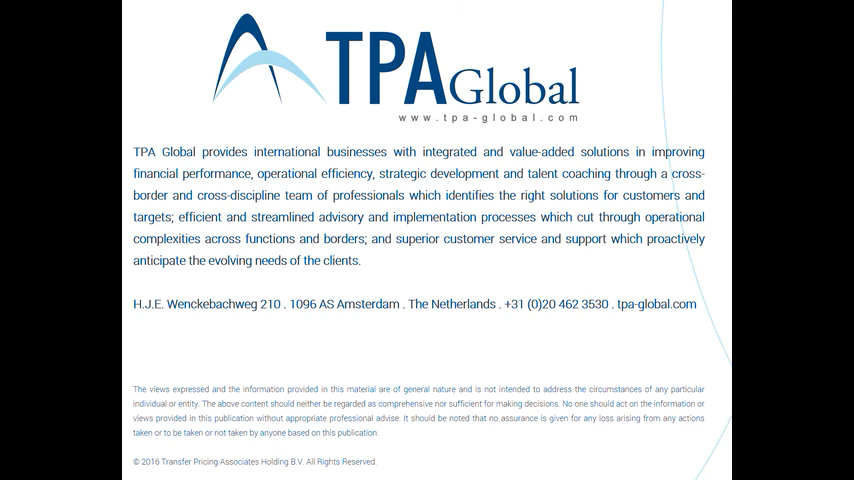 TPAGlobal
www.tpa-global.com
TPA Global provides international businesses with integrated and value-added solutions in improving
financial performance, operational efficiency, strategic development and talent coaching through a cross-
border and cross-discipline team of professionals which identifies the right solutions for customers and
targets; efficient and streamlined advisory and implementation processes which cut through operational
complexities across functions and borders; and superior customer service and support which proactively
anticipate the evolving needs of the clients.
H.J.E. Wenckebachweg 210 . 1096 AS Amsterdam . The Netherlands . +31 (0)20 462 3530 . tpa-global.com
The views expressed and the information provided in this material are of general nature and is not intended to address the circumstances of any particular
individual or entity. The above content should neither be regarded as comprehensive nor sufficient for making decisions. No one should act on the information or
views provided in this publication without appropriate professional advise. It should be noted that no assurance is given for any loss arising from any actions
taken or to be taken or not taken by anyone based on this publication.
© 2016 Transfer Pricing Associates Holding B.V. All Rights Reserved.